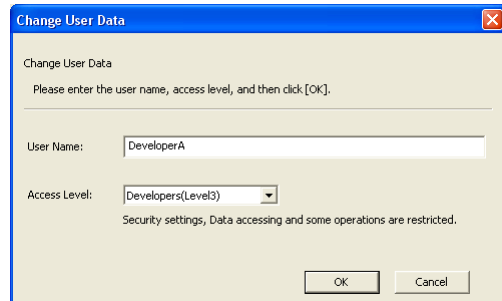 Change User Data
Change User Data
Please enter the user name, access level, and then click [OK].
User Name: DeveloperA
Access Level: Developers(Level3)
Security settings, Data accessing and some operations are restricted.
OK Cancel